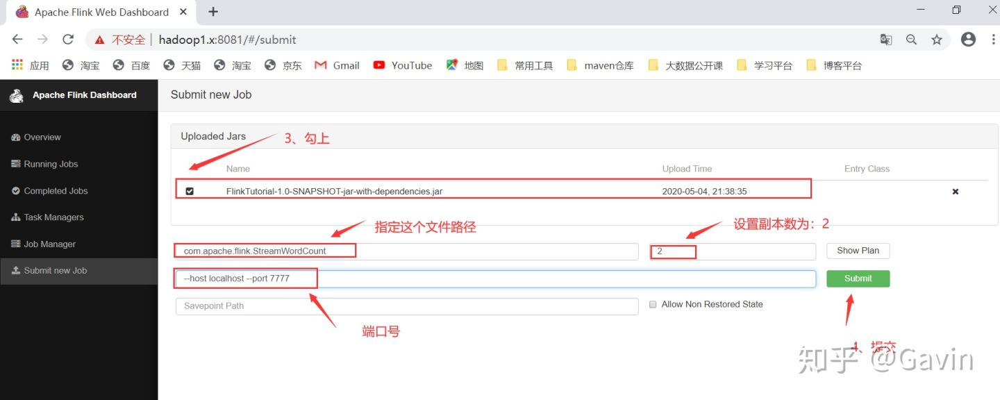 Apache Flink Web Dashboard
不安全 hadoop1.x:8081/#/submit
应用 淘宝 百度 天猫 淘宝 京东 Gmail YouTube 地图 常用工具 maven仓库 大数据公开课 学习平台 博客平台
Apache Flink Dashboard
Overview
Running Jobs
Completed Jobs
Task Managers
Job Manager
Submit new Job
Submit new Job
Uploaded Jars
3、勾上
Name Upload Time Entry Class
FlinkTutorial-1.0-SNAPSHOT-jar-with-dependencies.jar 2020-05-04, 21:38:35
指定这个文件路径
设置副本数为：2
com.apache.flink.StreamWordCount 2 Show Plan
--host localhost --port 7777 Submit
Savepoint Path Allow Non Restored State
端口号
4、提交
知乎 @Gavin